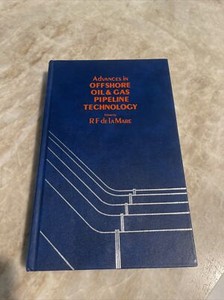 Advances in
OFFSHORE
OIL & GAS
PIPELINE
TECHNOLOGY
R F de la Mare